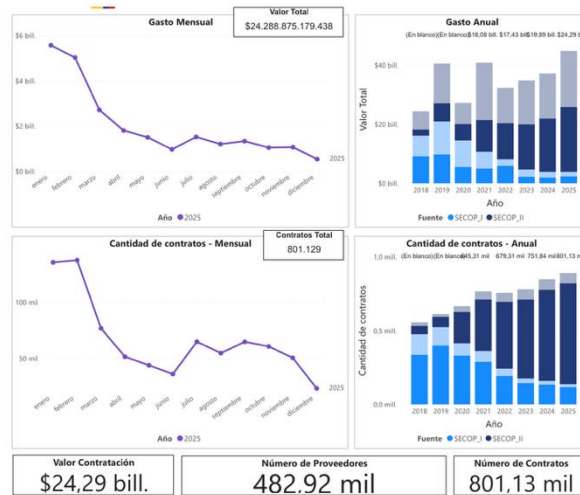 Gasto Mensual
Valor Total
$24.288.875.179.438
$6 bill.
$4 bill.
$2 bill.
$0 bill.
enero
febrero
marzo
abril
mayo
junio
julio
agosto
septiembre
octubre
noviembre
diciembre
2025
Año 2025
Gasto Anual
(En blanco)(En blanco)$18,08 bill. $17,43 bill. $19,89 bill. $24,29 b
Valor Total
$40 bill.
$20 bill.
$0 bill.
2018 2019 2020 2021 2022 2023 2024 2025
Año
Fuente SECOP_I SECOP_II
Cantidad de contratos - Mensual
Contratos Total
801.129
100 mil
50 mil
enero
febrero
marzo
abril
mayo
junio
julio
agosto
septiembre
octubre
noviembre
diciembre
2025
Año 2025
Cantidad de contratos - Anual
(En blanco)(En blanco) 679,31 mil 751,84 mil 801,13 m
Cantidad de contratos
1,0 mill.
0,5 mill.
0,0 mill.
2018 2019 2020 2021 2022 2023 2024 2025
Año
Fuente SECOP_I SECOP_II
Valor Contratación
$24,29 bill.
Número de Proveedores
482,92 mil
Número de Contratos
801,13 mil